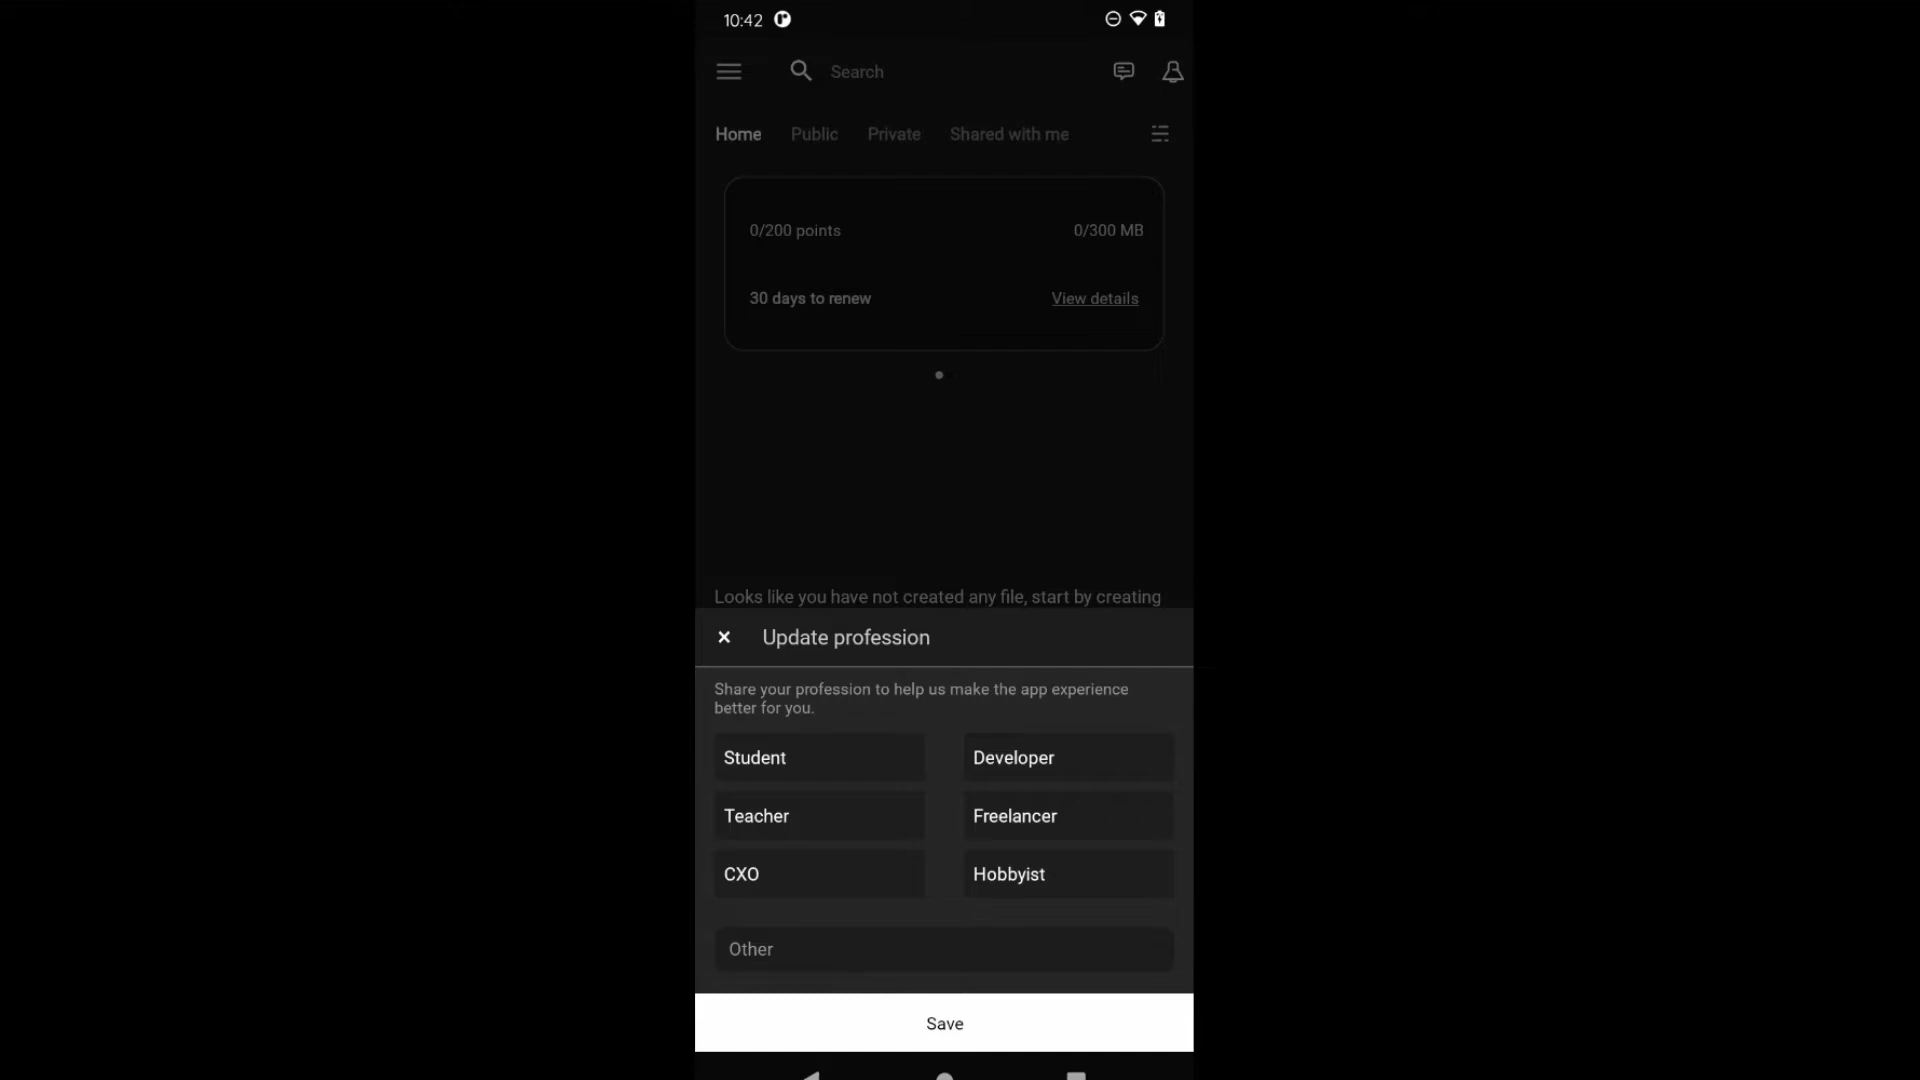 10:42
Search
Home Public Private Shared with me
0/200 points 0/300 MB
30 days to renew View details
Looks like you have not created any file, start by creating
Update profession
Share your profession to help us make the app experience
better for you.
Student Developer
Teacher Freelancer
CXO Hobbyist
Other
Save